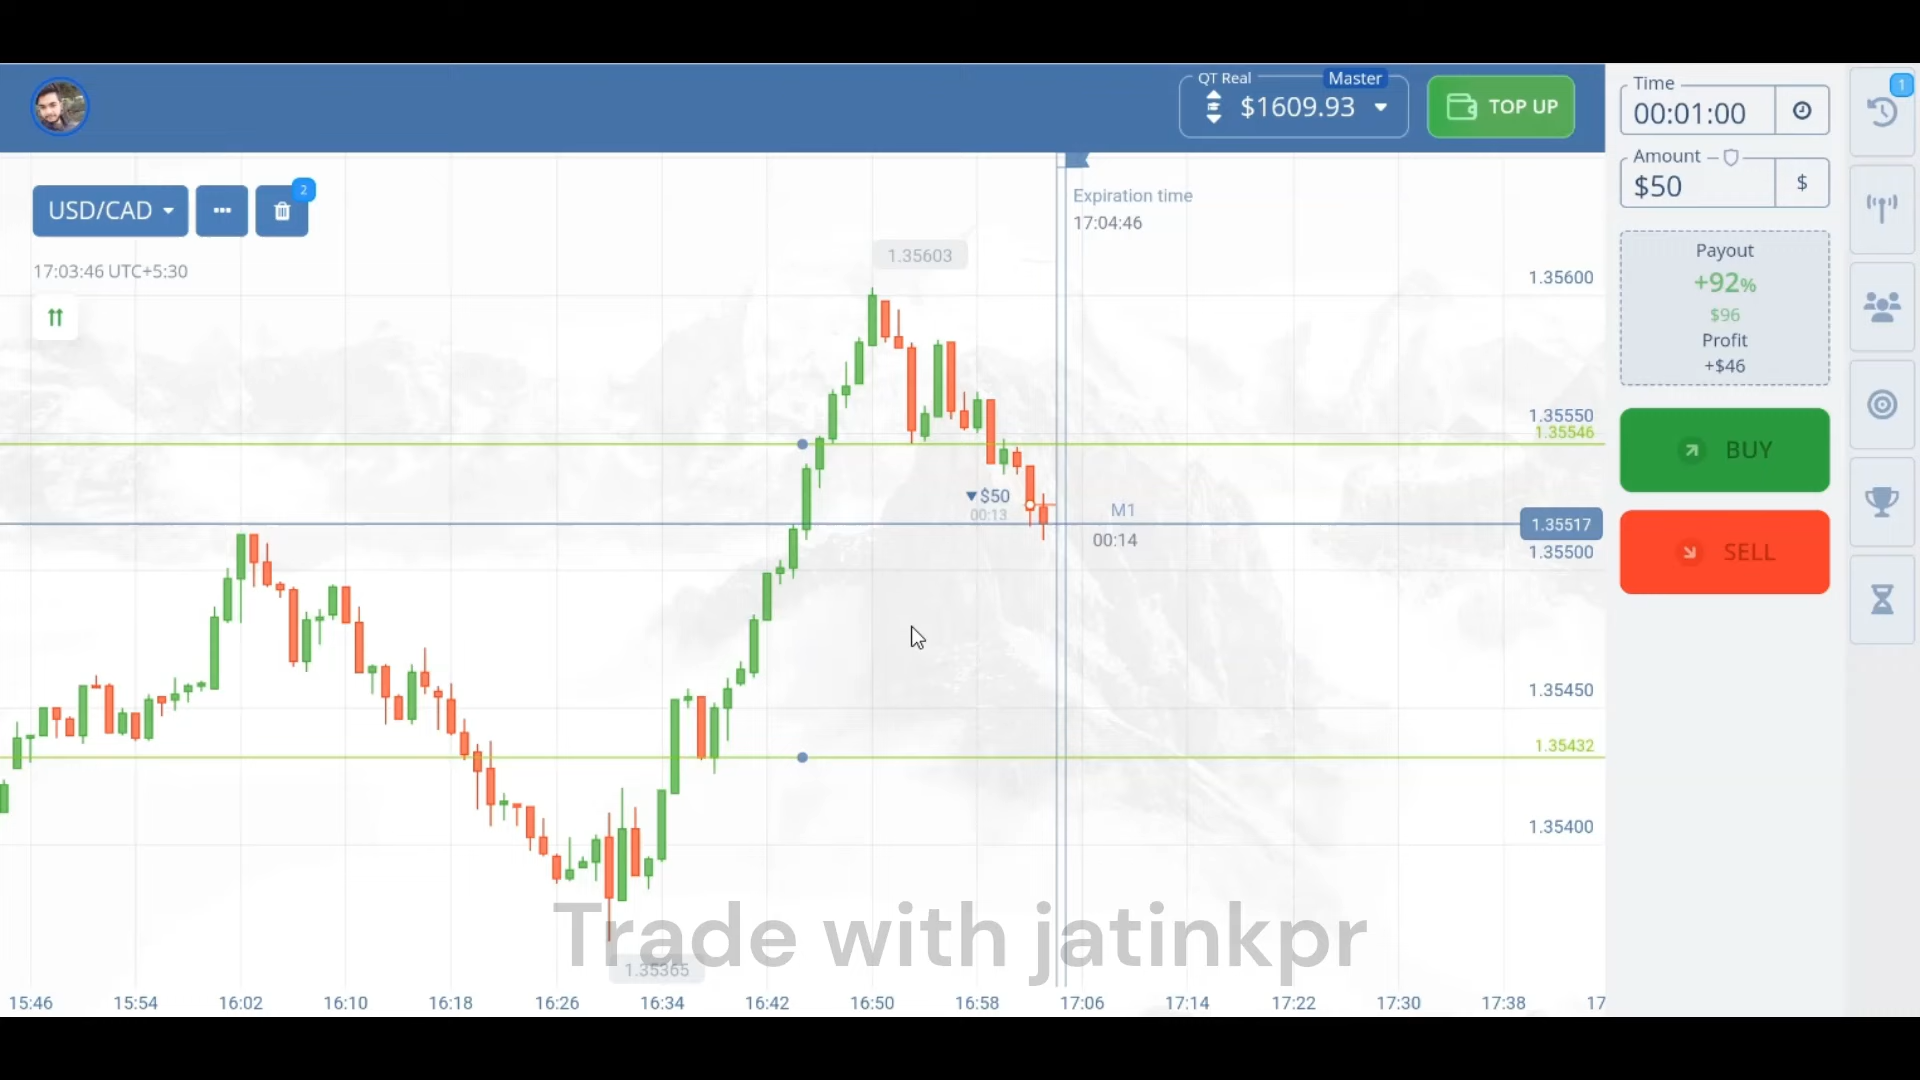 QT Real
Master
$1609.93
TOP UP
Time
00:01:00
1
Amount
$50
$
USD/CAD
2
17:03:46 UTC+5:30
Expiration time
17:04:46
Payout
+92%
$96
Profit
+$46
BUY
SELL
1.35603
1.35600
1.35550
1.35546
$50
00:13
M1
00:14
1.35517
1.35500
1.35450
1.35432
1.35400
Trade with jatinkpr
1.35365
15:46
15:54
16:02
16:10
16:18
16:26
16:34
16:42
16:50
16:58
17:06
17:14
17:22
17:30
17:38
17